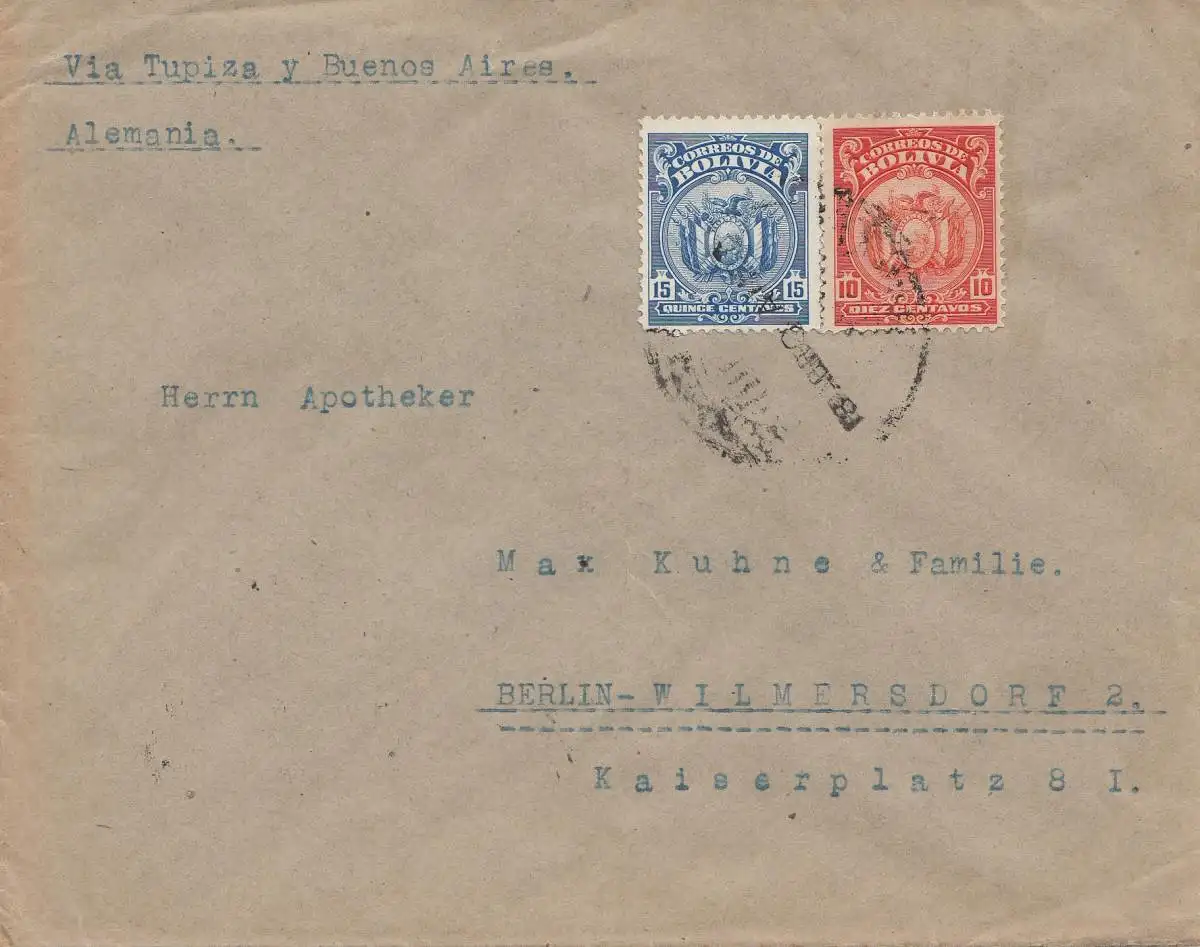 Via Tupiza y Buenos Aires.
Alemania.
CORREOS DE
BOLIVIA
15 15
QUINCE CENTAVOS
CORREOS DE
BOLIVIA
10 10
DIEZ CENTAVOS
Herrn Apotheker
Max Kuhne & Familie.
BERLIN-WILMERSDORF 2.
Kaiserplatz 8 I.